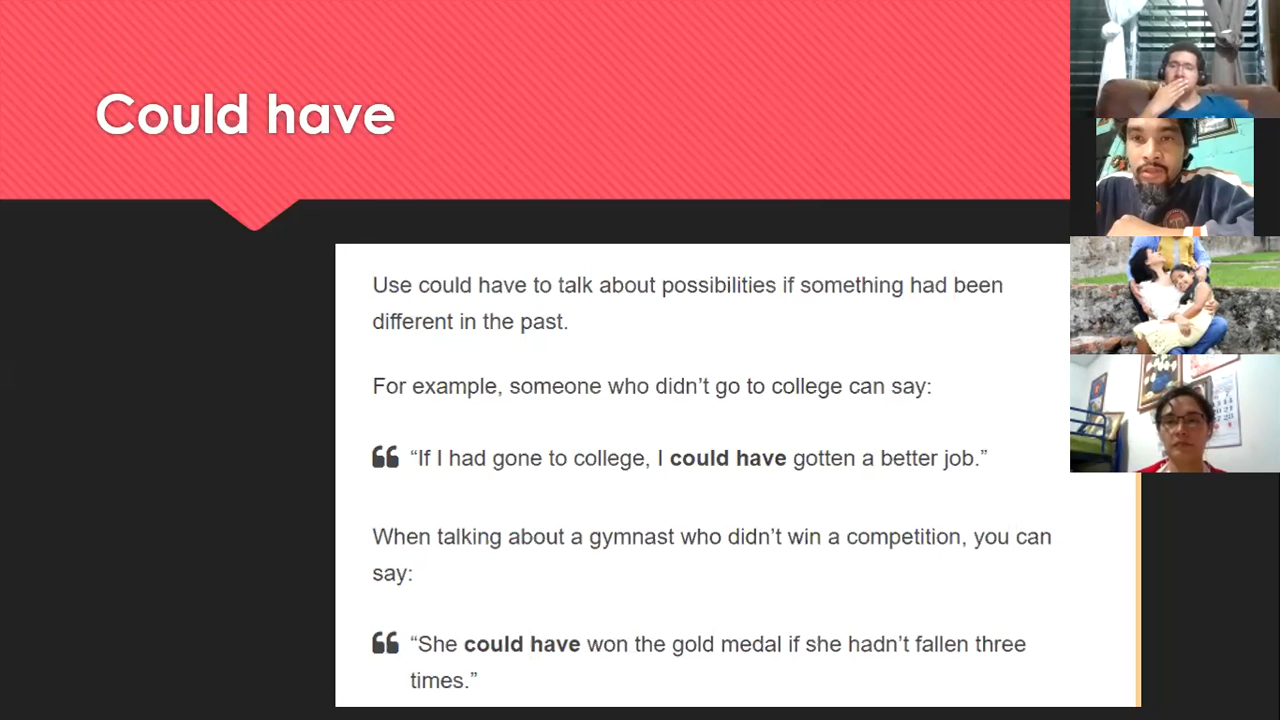 Could have
Use could have to talk about possibilities if something had been
different in the past.
For example, someone who didn’t go to college can say:
“If I had gone to college, I could have gotten a better job.”
When talking about a gymnast who didn’t win a competition, you can
say:
“She could have won the gold medal if she hadn’t fallen three
times.”